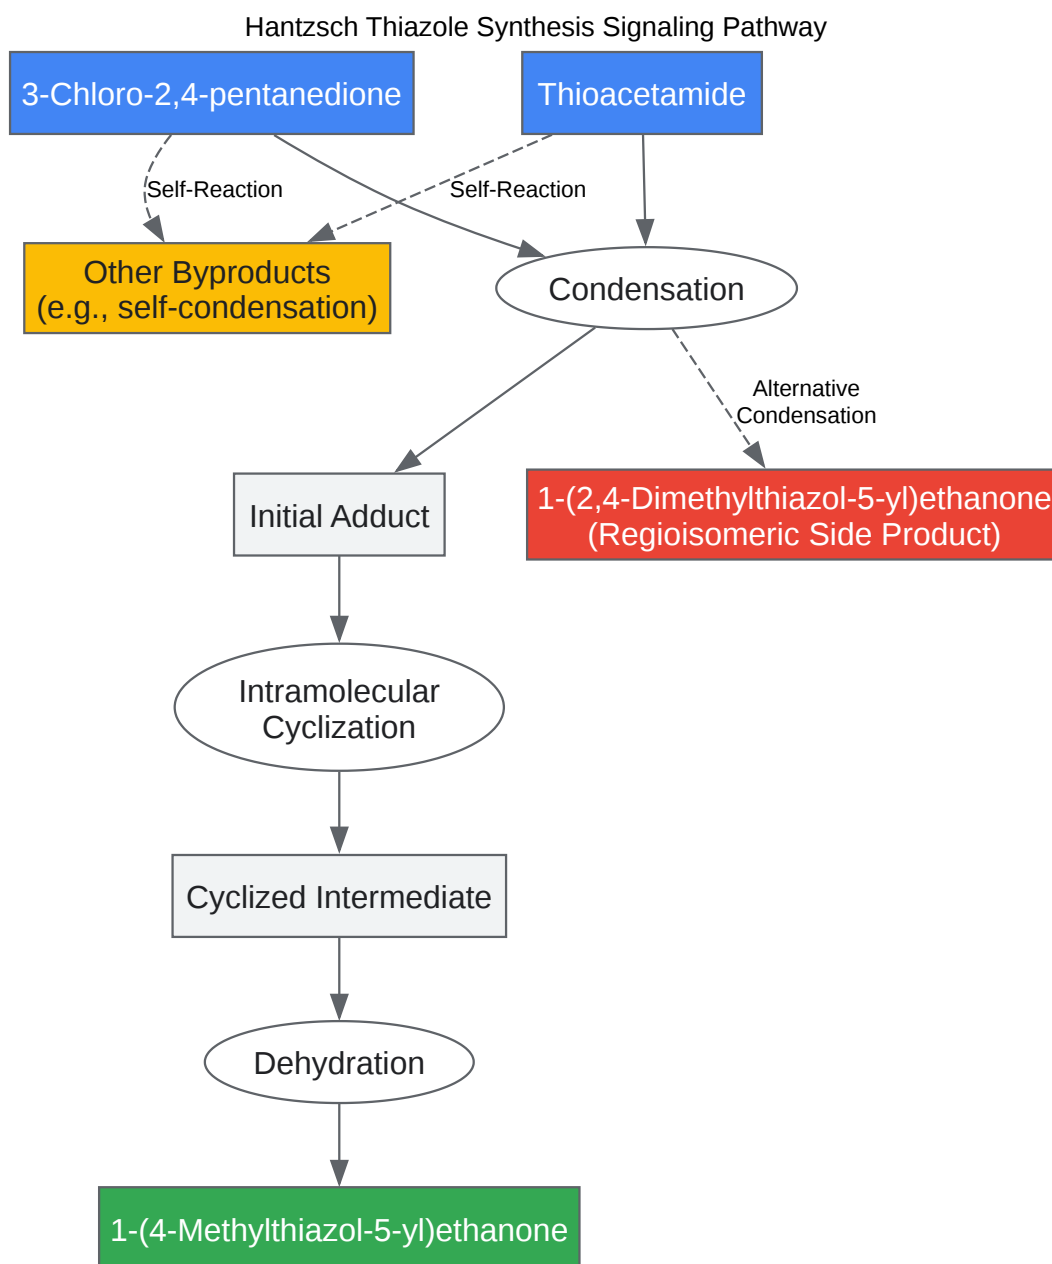 Hantzsch Thiazole Synthesis Signaling Pathway
3-Chloro-2,4-pentanedione
Thioacetamide
Self-Reaction
Self-Reaction
Other Byproducts
(e.g., self-condensation)
Condensation
Alternative
Condensation
Initial Adduct
1-(2,4-Dimethylthiazol-5-yl)ethanone
(Regioisomeric Side Product)
Intramolecular
Cyclization
Cyclized Intermediate
Dehydration
1-(4-Methylthiazol-5-yl)ethanone